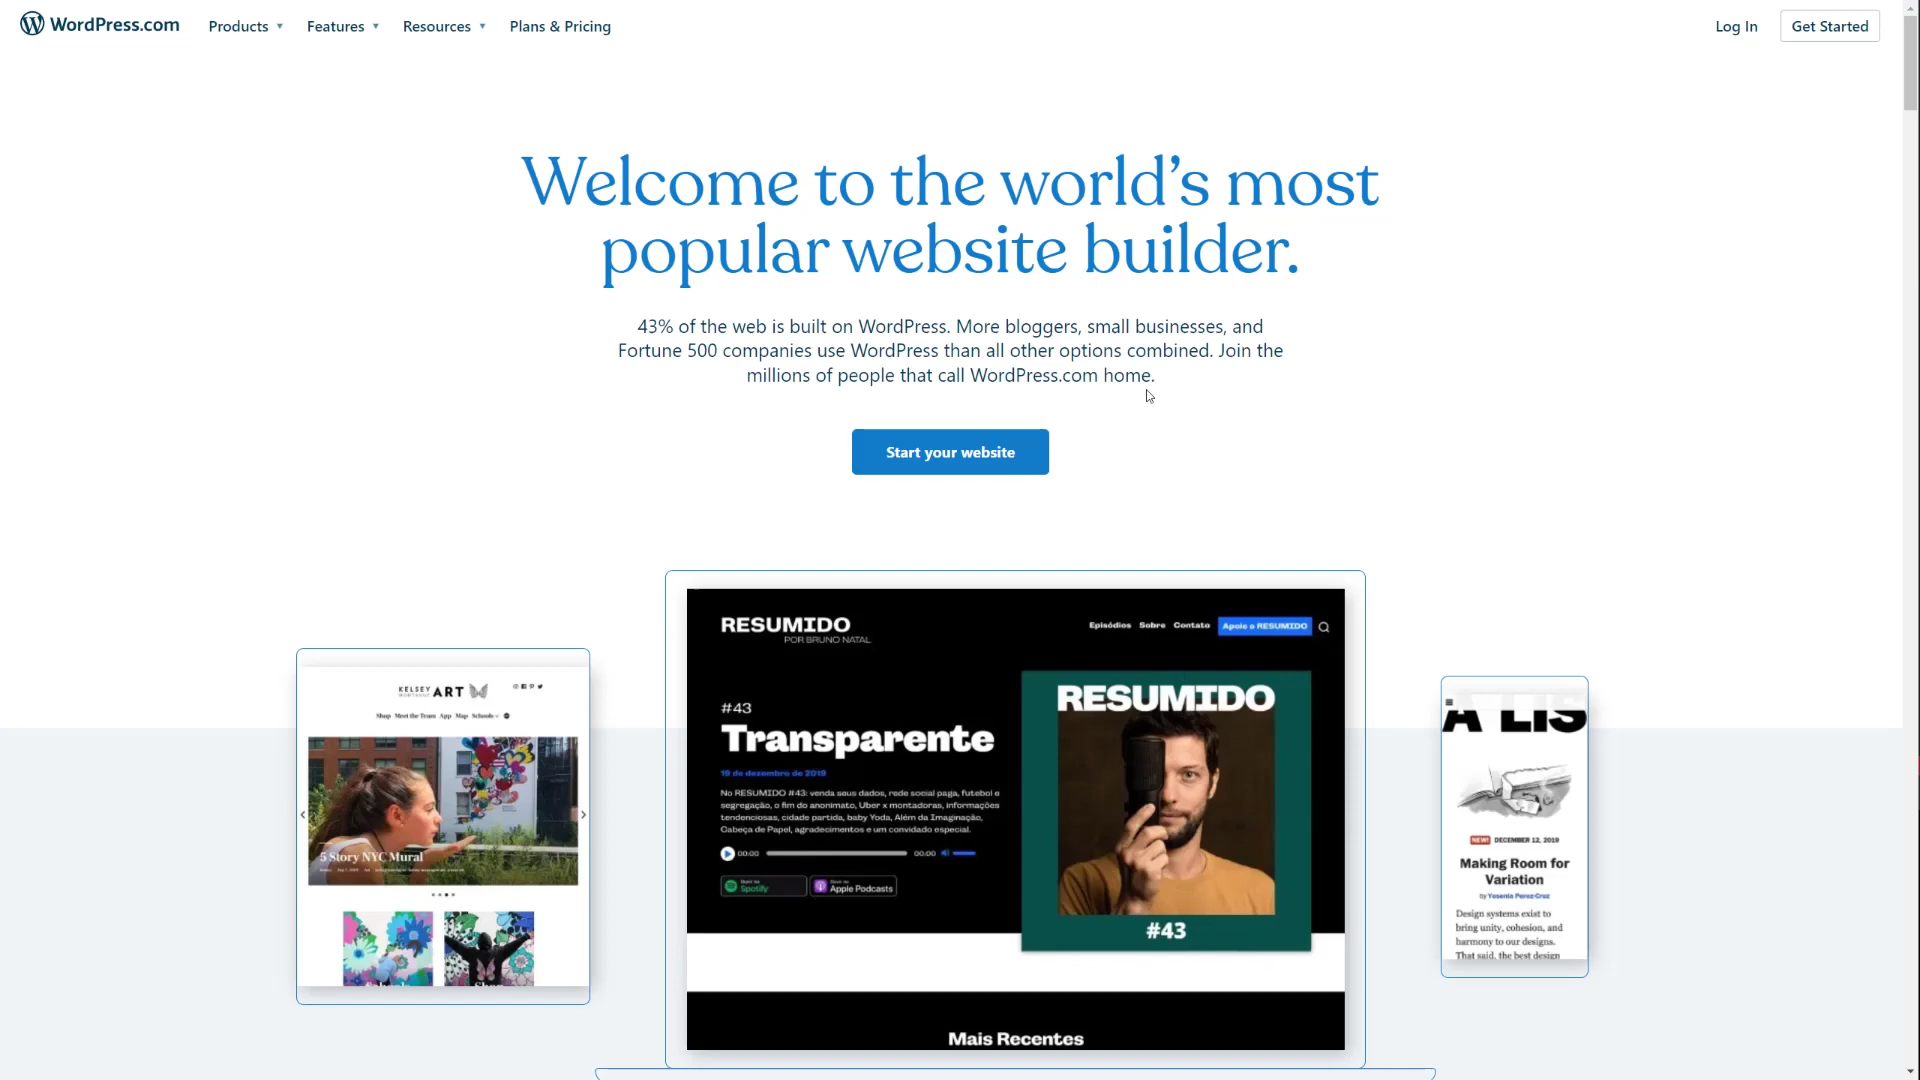 WordPress.com
Products
Features
Resources
Plans & Pricing
Log In
Get Started
Welcome to the world’s most
popular website builder.
43% of the web is built on WordPress. More bloggers, small businesses, and
Fortune 500 companies use WordPress than all other options combined. Join the
millions of people that call WordPress.com home.
Start your website
KELSEY
MONTAGUE
ART
Shop Meet the Team App Map Schools
5 Story NYC Mural
RESUMIDO
POR BRUNO NATAL
Episódios Sobre Contato Apoie o RESUMIDO
#43
Transparente
19 de dezembro de 2019
No RESUMIDO #43: venda seus dados, rede social paga, futebol e
segregação, o fim do anonimato, Uber x montadoras, informações
tendenciosas, cidade partida, baby Yoda, Além da Imaginação,
Cabeça de Papel, agradecimentos e um convidado especial.
00:00
00:00
Spotify
Apple Podcasts
RESUMIDO
#43
Mais Recentes
A LIS
NEW! DECEMBER 12, 2019
Making Room for
Variation
by Yesenia Perez-Cruz
Design systems exist to
bring unity, cohesion, and
harmony to our designs.
That said, the best design